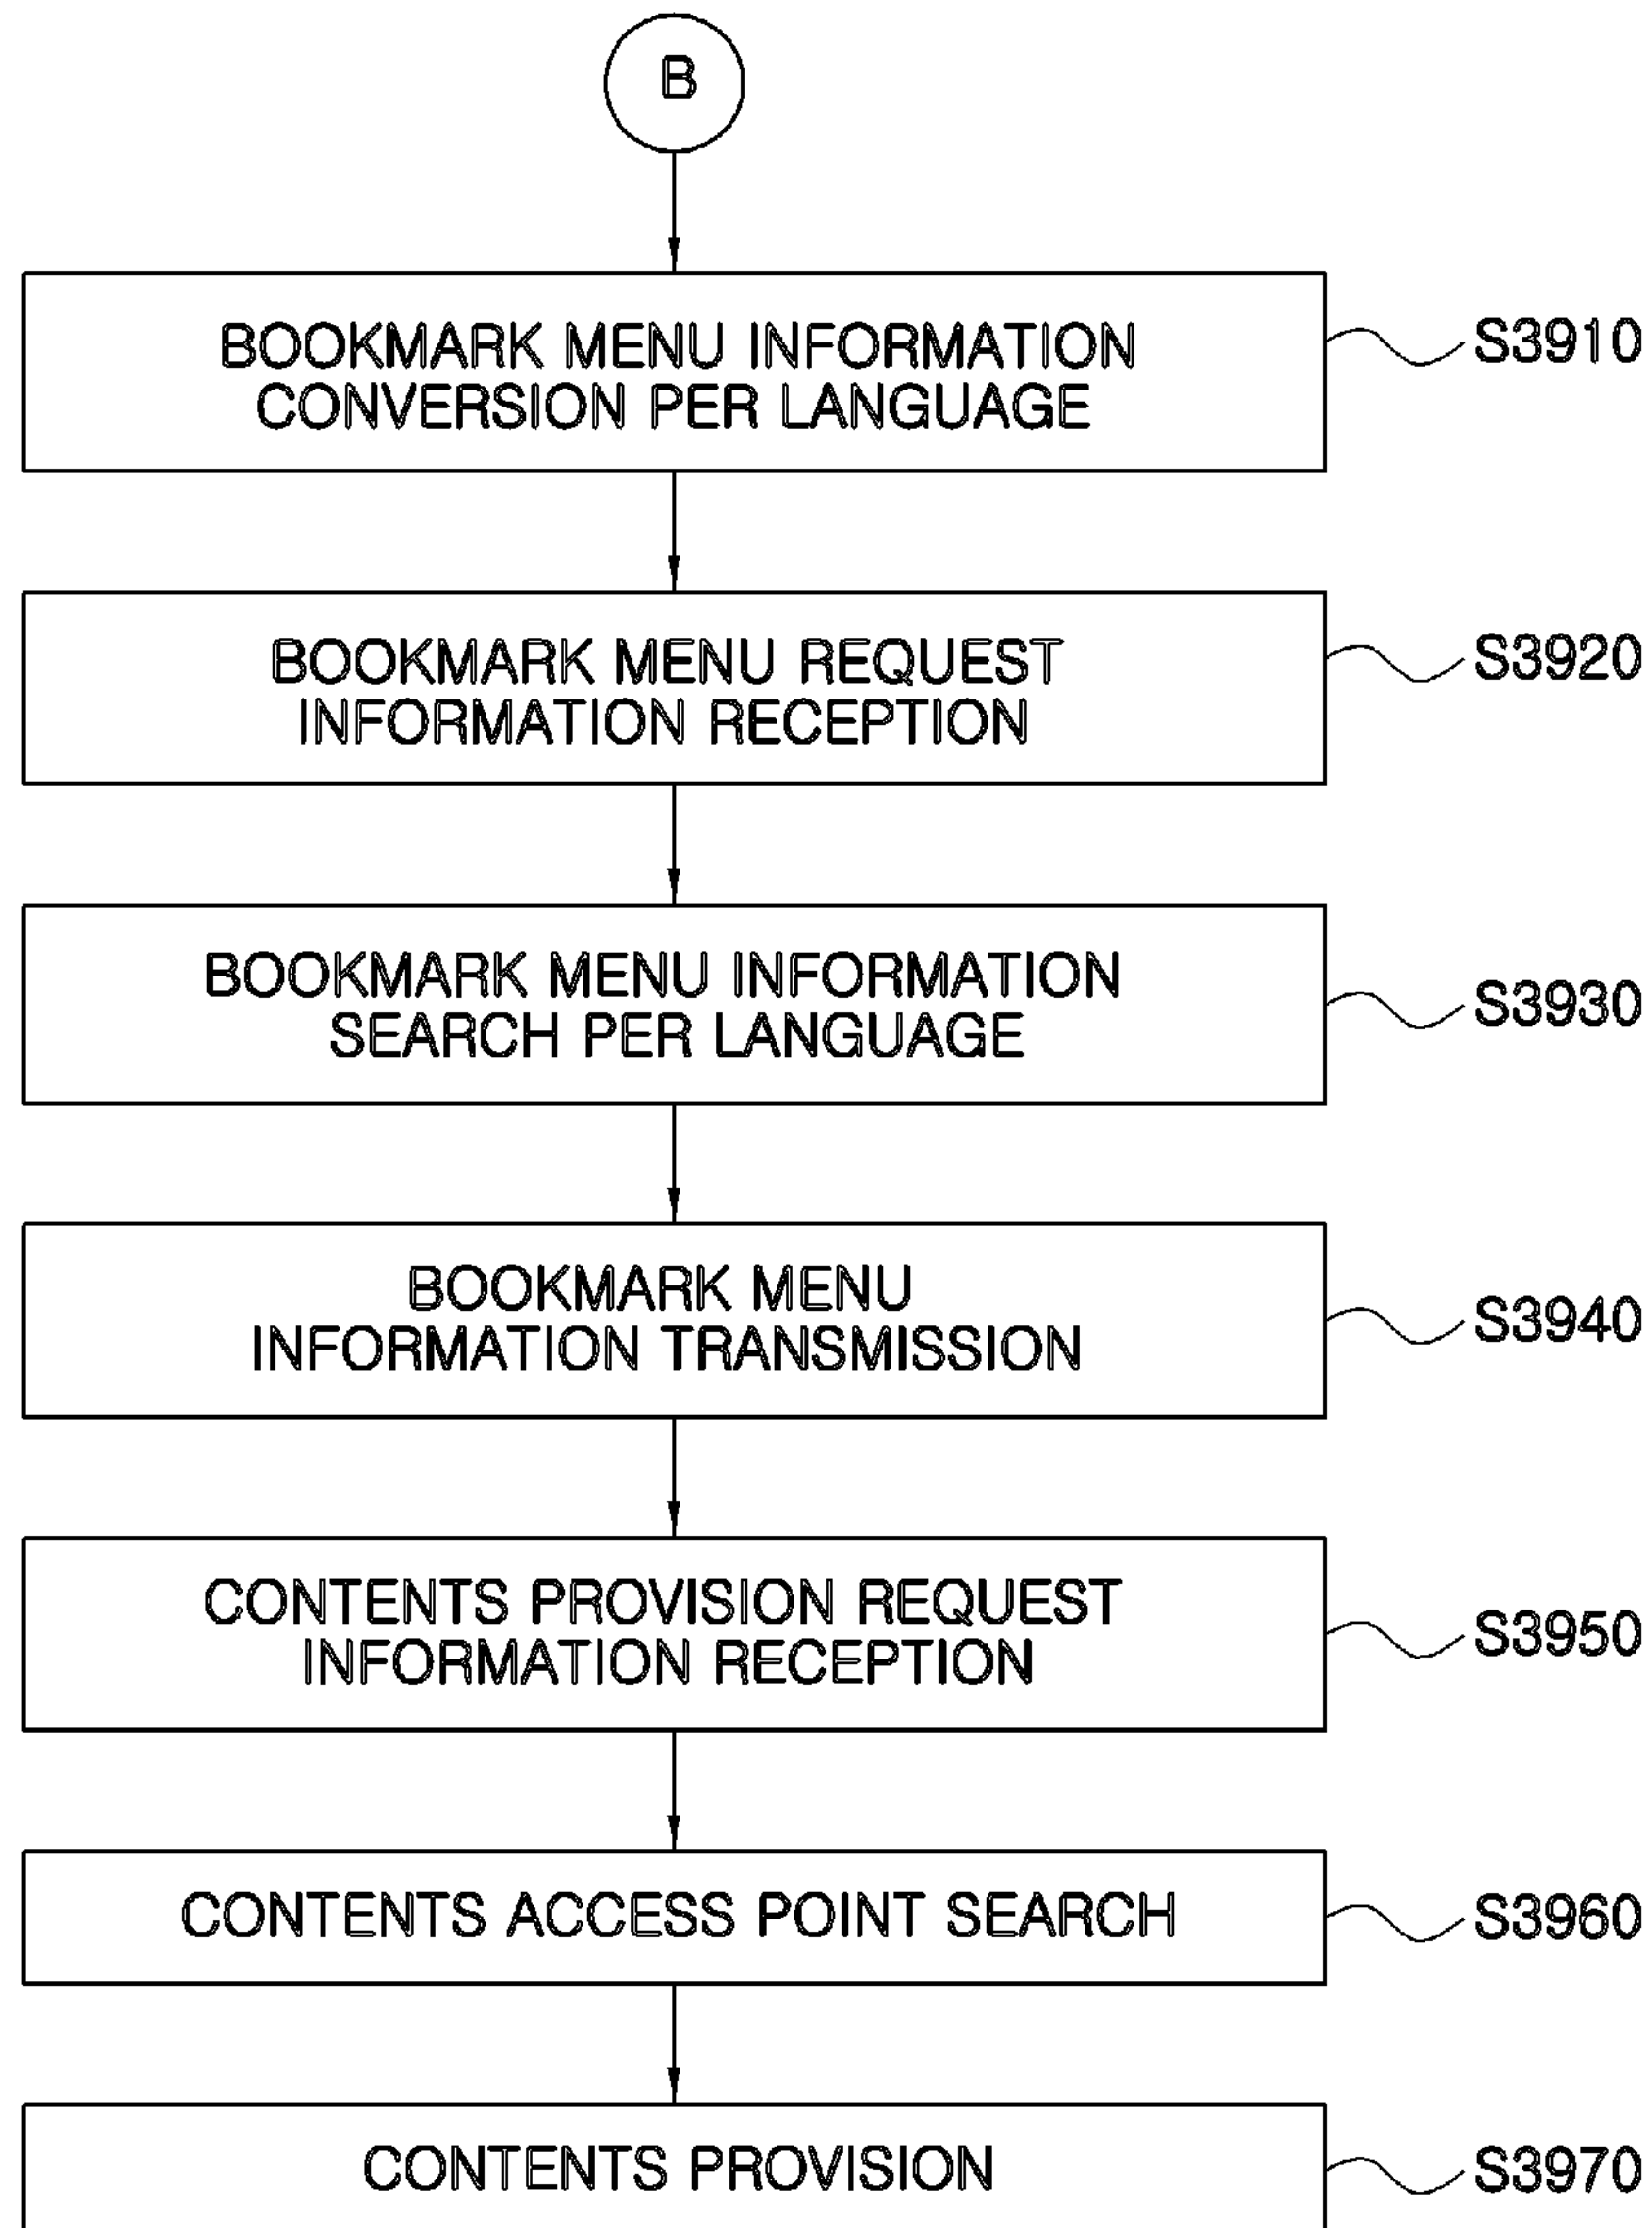 B
BOOKMARK MENU INFORMATION
CONVERSION PER LANGUAGE
S3910
BOOKMARK MENU REQUEST
INFORMATION RECEPTION
S3920
BOOKMARK MENU INFORMATION
SEARCH PER LANGUAGE
S3930
BOOKMARK MENU
INFORMATION TRANSMISSION
S3940
CONTENTS PROVISION REQUEST
INFORMATION RECEPTION
S3950
CONTENTS ACCESS POINT SEARCH
S3960
CONTENTS PROVISION
S3970